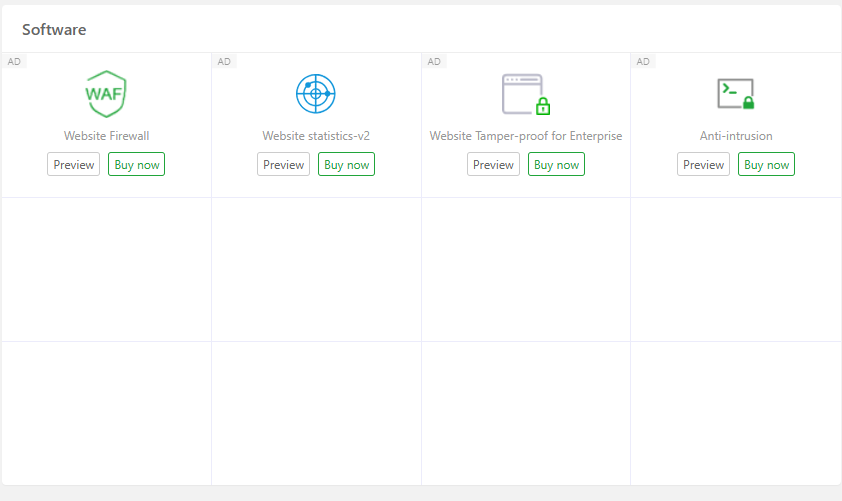 Software
AD
AD
AD
AD
WAF
Website Firewall
Website statistics-v2
Website Tamper-proof for Enterprise
Anti-intrusion
Preview
Buy now
Preview
Buy now
Preview
Buy now
Preview
Buy now